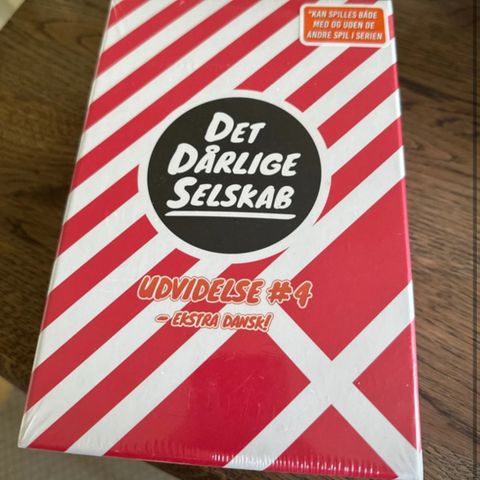 *KAN SPILLES BÅDE
MED OG UDEN DE
ANDRE SPIL I SERIEN
DET
DÅRLIGE
SELSKAB
UDVIDELSE #4
- EKSTRA DANSK!